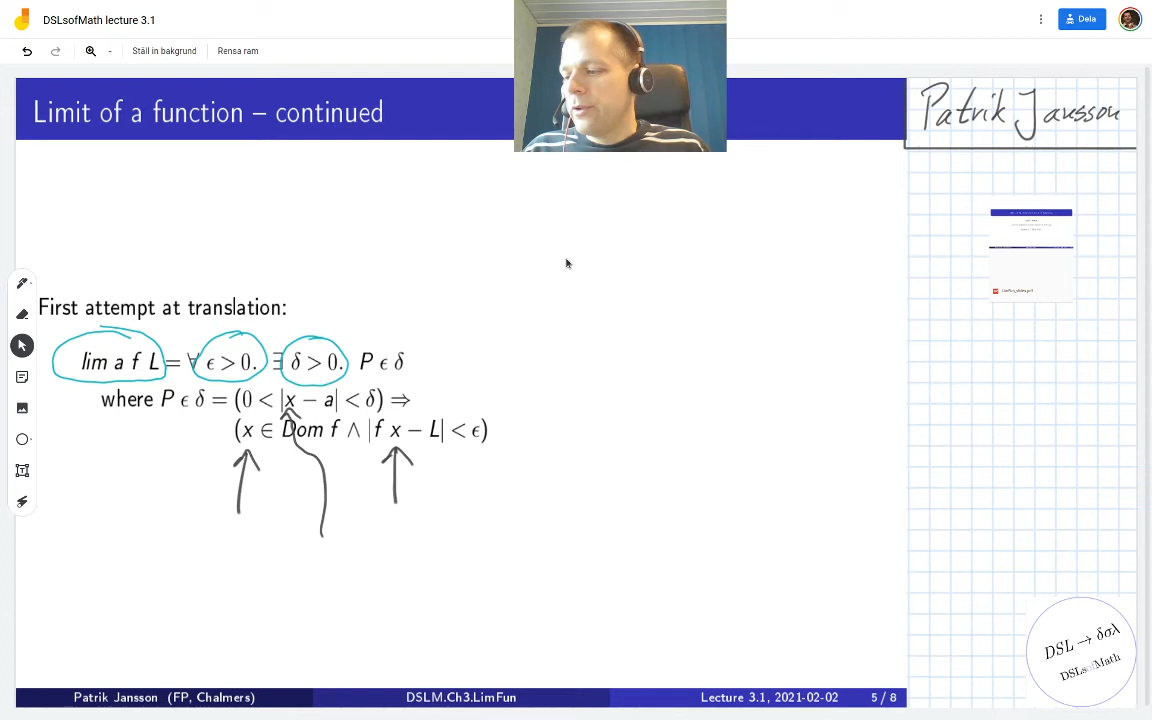 DSLsofMath lecture 3.1
Dela
Ställ in bakgrund
Rensa ram
Limit of a function – continued
Patrik Jansson
First attempt at translation:
lim a f L = ∀ ϵ > 0. ∃ δ > 0. P ϵ δ
where P ϵ δ = (0 < |x − a| < δ) ⇒
(x ∈ Dom f ∧ |f x − L| < ϵ)
DSL → δσλ
DSLsofMath
Patrik Jansson (FP, Chalmers)
DSLM.Ch3.LimFun
Lecture 3.1, 2021-02-02
5 / 8